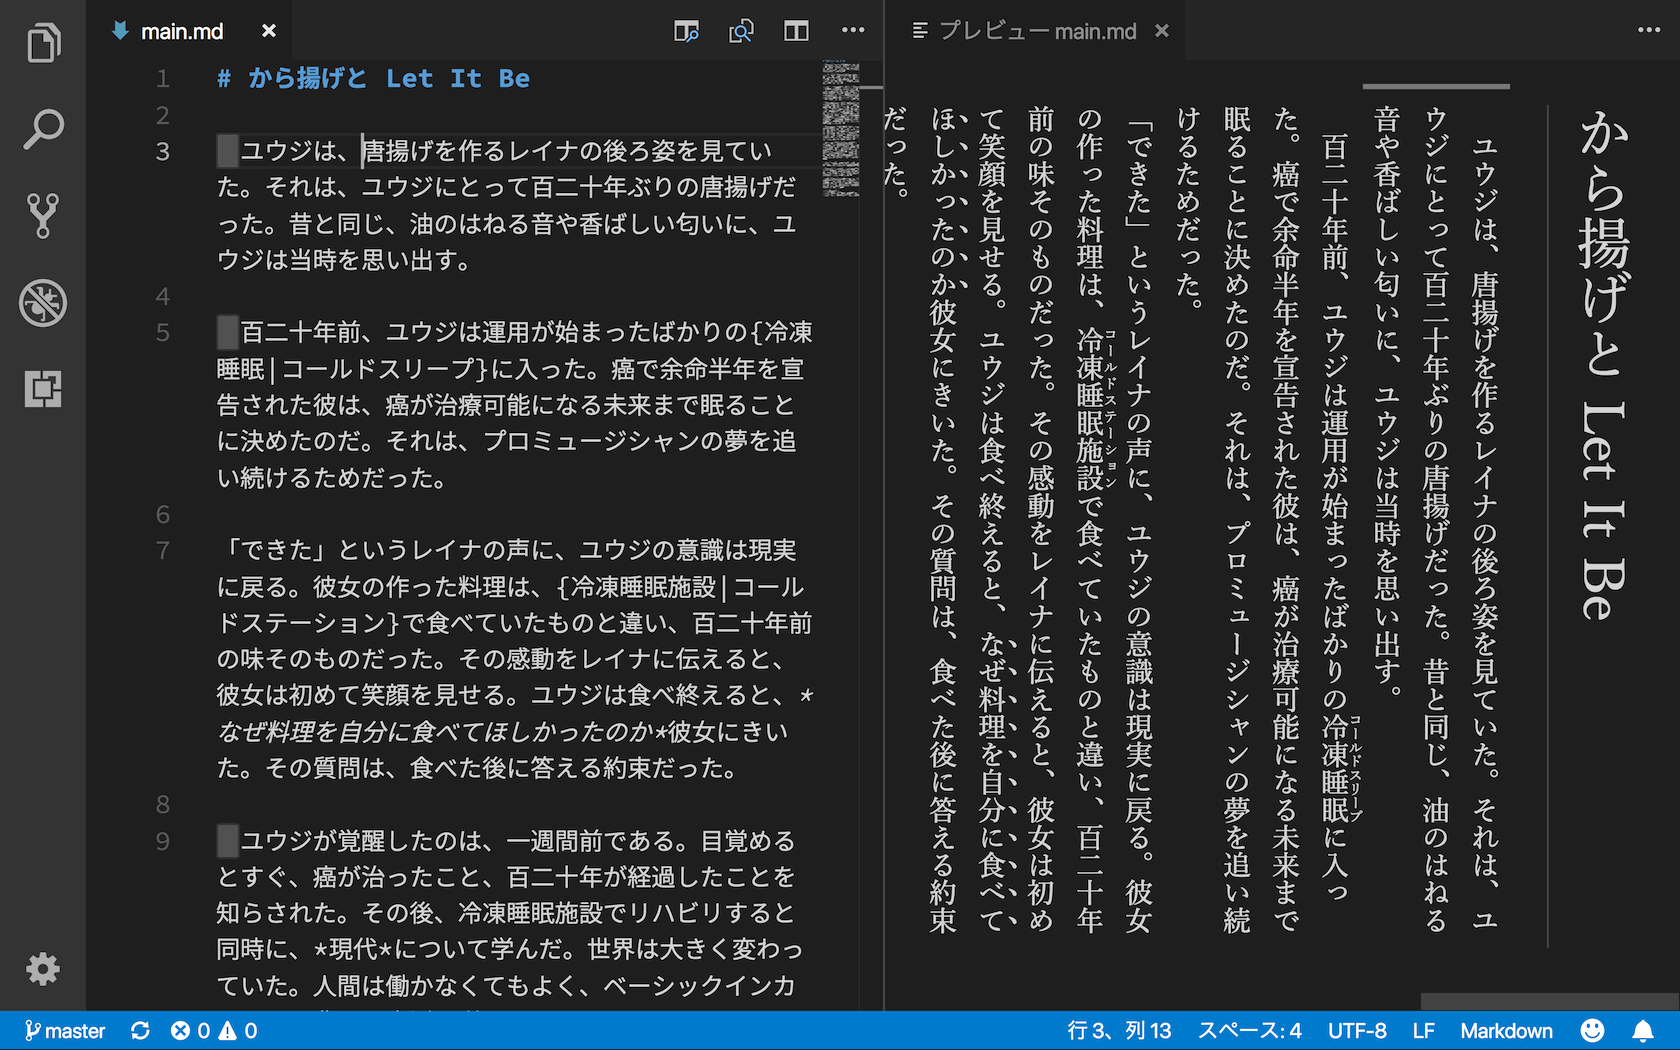 main.md
プレビュー main.md
1
# から揚げと Let It Be
2
3
ユウジは、唐揚げを作るレイナの後ろ姿を見てい
た。それは、ユウジにとって百二十年ぶりの唐揚げだ
った。昔と同じ、油のはねる音や香ばしい匂いに、ユ
ウジは当時を思い出す。
4
5
百二十年前、ユウジは運用が始まったばかりの{冷凍
睡眠|コールドスリープ}に入った。癌で余命半年を宣
告された彼は、癌が治療可能になる未来まで眠ること
に決めたのだ。それは、プロミュージシャンの夢を追
い続けるためだった。
6
7
「できた」というレイナの声に、ユウジの意識は現実
に戻る。彼女の作った料理は、{冷凍睡眠施設|コール
ドステーション}で食べていたものと違い、百二十年前
の味そのものだった。その感動をレイナに伝えると、
彼女は初めて笑顔を見せる。ユウジは食べ終えると、*
なぜ料理を自分に食べてほしかったのか*彼女にきい
た。その質問は、食べた後に答える約束だった。
8
9
ユウジが覚醒したのは、一週間前である。目覚める
とすぐ、癌が治ったこと、百二十年が経過したことを
知らされた。その後、冷凍睡眠施設でリハビリすると
同時に、*現代*について学んだ。世界は大きく変わっ
ていた。人間は働かなくてもよく、ベーシックインカ
から揚げと Let It Be
ユウジは、唐揚げを作るレイナの後ろ姿を見ていた。それは、ユ
ウジにとって百二十年ぶりの唐揚げだった。昔と同じ、油のはねる
音や香ばしい匂いに、ユウジは当時を思い出す。
百二十年前、ユウジは運用が始まったばかりの冷凍睡眠に入っ
コールドスリープ
た。癌で余命半年を宣告された彼は、癌が治療可能になる未来まで
眠ることに決めたのだ。それは、プロミュージシャンの夢を追い続
けるためだった。
「できた」というレイナの声に、ユウジの意識は現実に戻る。彼女
の作った料理は、冷凍睡眠施設で食べていたものと違い、百二十年
コールドステーション
前の味そのものだった。その感動をレイナに伝えると、彼女は初め
て笑顔を見せる。ユウジは食べ終えると、なぜ料理を自分に食べて
ほしかったのか彼女にきいた。その質問は、食べた後に答える約束
だった。
master 0 0
行 3、列 13 スペース: 4 UTF-8 LF Markdown